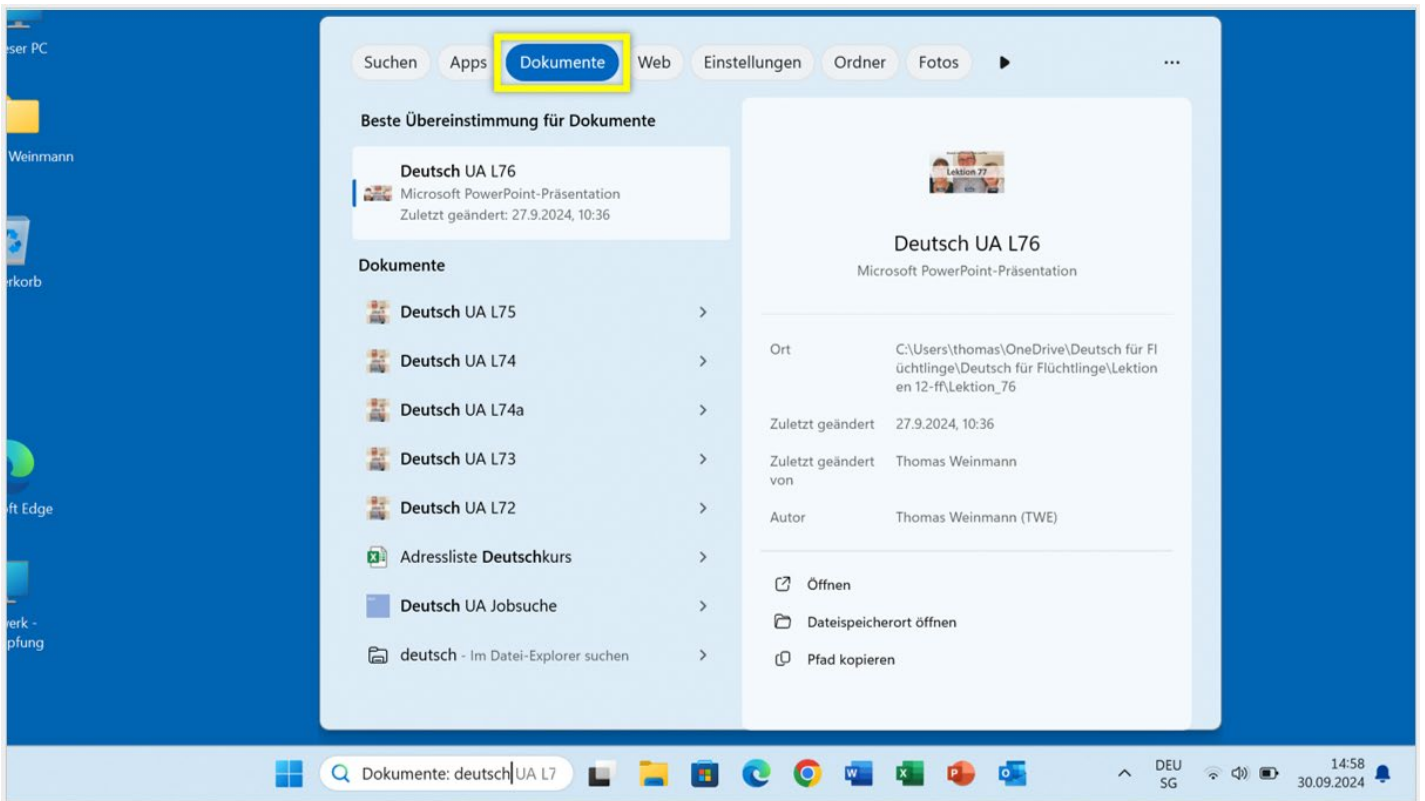 eser PC
Weinmann
erkorb
oft Edge
verk -
pfung
Suchen Apps Dokumente Web Einstellungen Ordner Fotos
Beste Übereinstimmung für Dokumente
Deutsch UA L76
Microsoft PowerPoint-Präsentation
Zuletzt geändert: 27.9.2024, 10:36
Dokumente
Deutsch UA L75
Deutsch UA L74
Deutsch UA L74a
Deutsch UA L73
Deutsch UA L72
Adressliste Deutschkurs
Deutsch UA Jobsuche
deutsch - Im Datei-Explorer suchen
Lektion 77
Deutsch UA L76
Microsoft PowerPoint-Präsentation
Ort C:\Users\thomas\OneDrive\Deutsch für Fl
üchtlinge\Deutsch für Flüchtlinge\Lektion
en 12-ff\Lektion_76
Zuletzt geändert 27.9.2024, 10:36
Zuletzt geändert Thomas Weinmann
von
Autor Thomas Weinmann (TWE)
Öffnen
Dateispeicherort öffnen
Pfad kopieren
Dokumente: deutsch UA L7
DEU 14:58
SG 30.09.2024